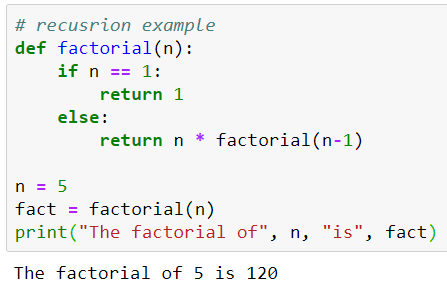 # recusrion example
def factorial(n):
    if n == 1:
        return 1
    else:
        return n * factorial(n-1)

n = 5
fact = factorial(n)
print("The factorial of", n, "is", fact)
The factorial of 5 is 120